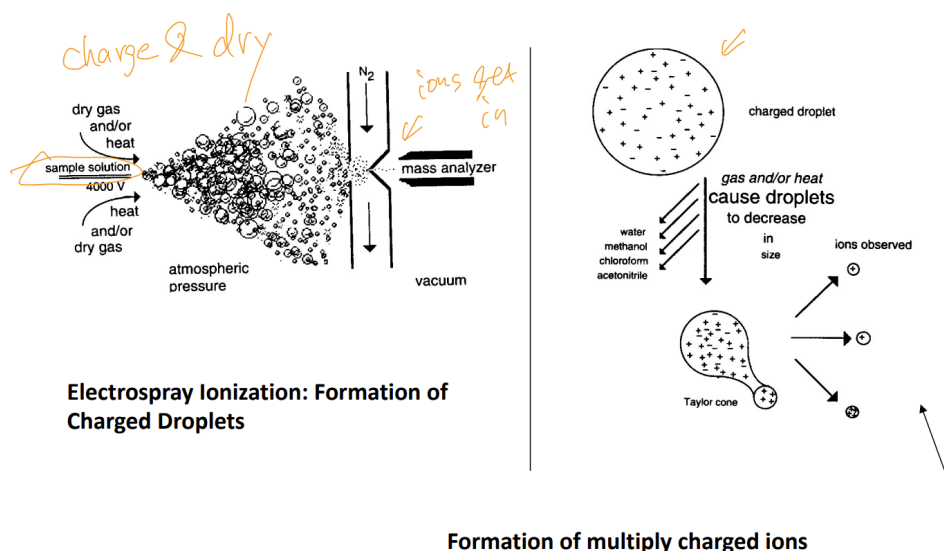 charge & dry
N₂
ions get
in
dry gas
and/or
heat
sample solution
4000 V
heat
and/or
dry gas
mass analyzer
atmospheric
pressure
vacuum
Electrospray Ionization: Formation of
Charged Droplets
charged droplet
gas and/or heat
cause droplets
to decrease
in
size
water
methanol
chloroform
acetonitrile
ions observed
Taylor cone
Formation of multiply charged ions